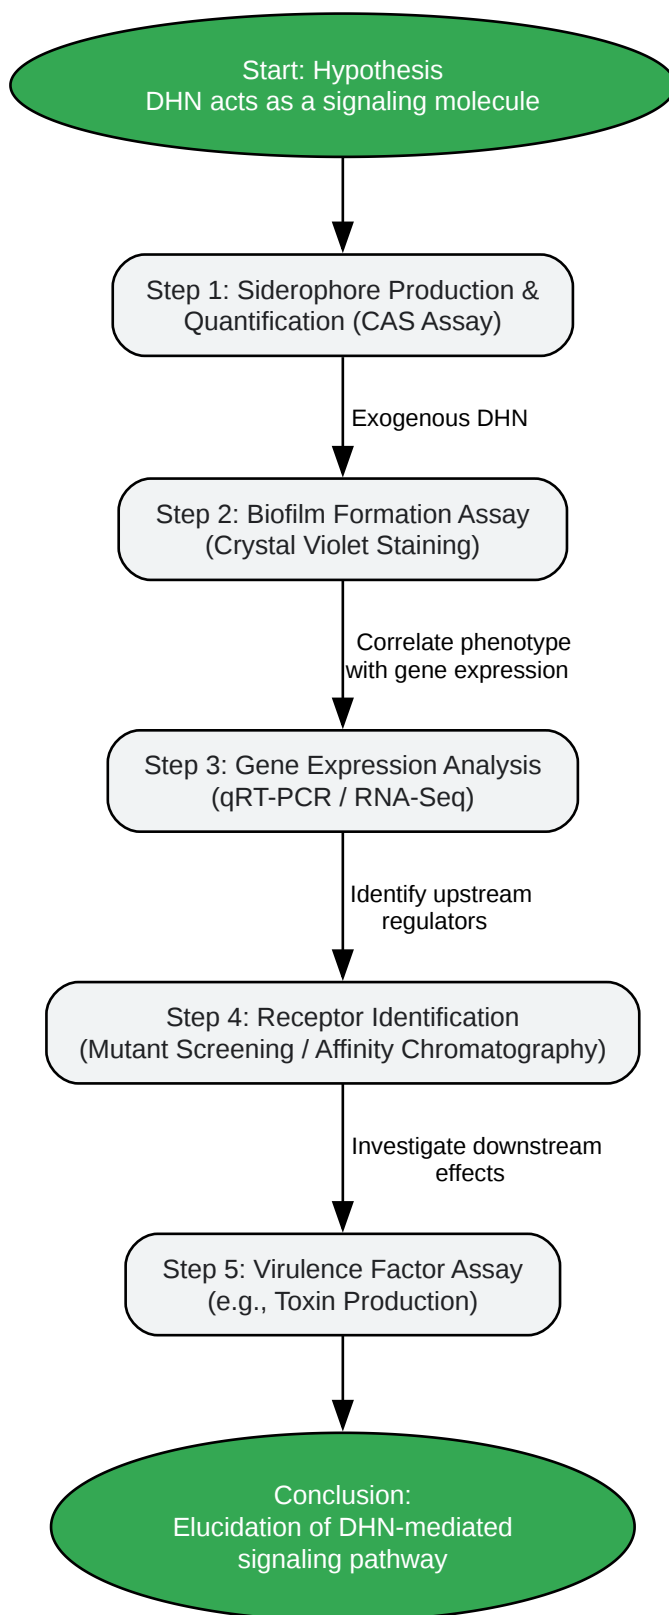 Start: Hypothesis
DHN acts as a signaling molecule
Step 1: Siderophore Production &
Quantification (CAS Assay)
Exogenous DHN
Step 2: Biofilm Formation Assay
(Crystal Violet Staining)
Correlate phenotype
with gene expression
Step 3: Gene Expression Analysis
(qRT-PCR / RNA-Seq)
Identify upstream
regulators
Step 4: Receptor Identification
(Mutant Screening / Affinity Chromatography)
Investigate downstream
effects
Step 5: Virulence Factor Assay
(e.g., Toxin Production)
Conclusion:
Elucidation of DHN-mediated
signaling pathway